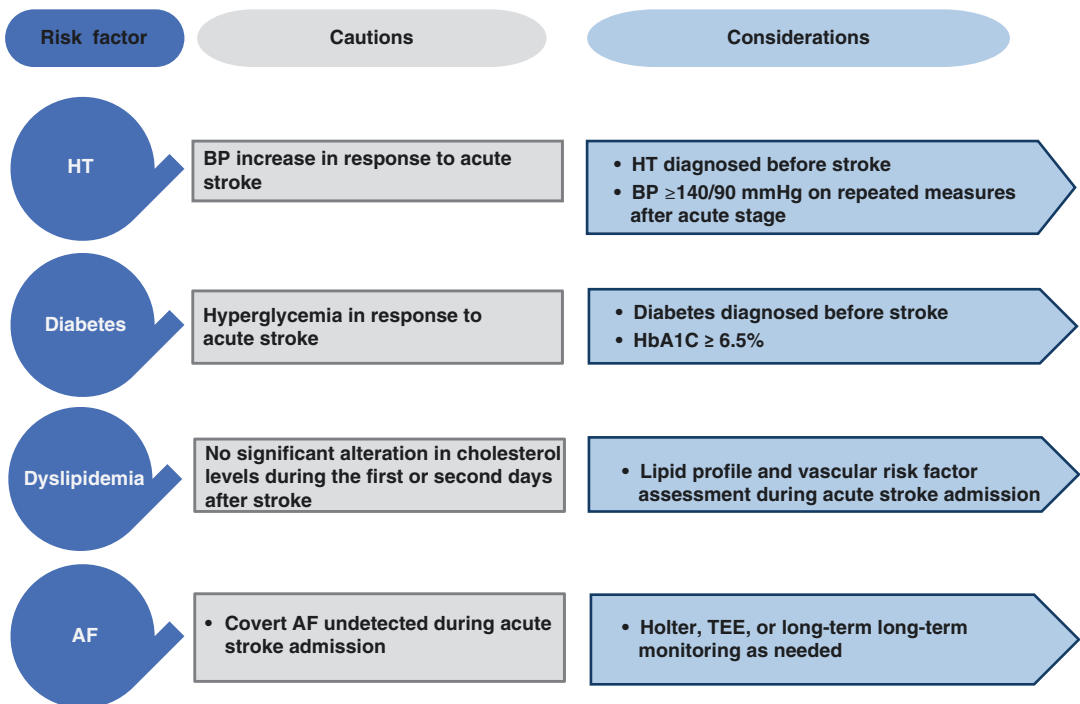 Risk factor
Cautions
Considerations
HT
BP increase in response to acute
stroke
• HT diagnosed before stroke
• BP ≥140/90 mmHg on repeated measures
after acute stage
Diabetes
Hyperglycemia in response to
acute stroke
• Diabetes diagnosed before stroke
• HbA1C ≥ 6.5%
Dyslipidemia
No significant alteration in cholesterol
levels during the first or second days
after stroke
• Lipid profile and vascular risk factor
assessment during acute stroke admission
AF
• Covert AF undetected during acute
stroke admission
• Holter, TEE, or long-term long-term
monitoring as needed